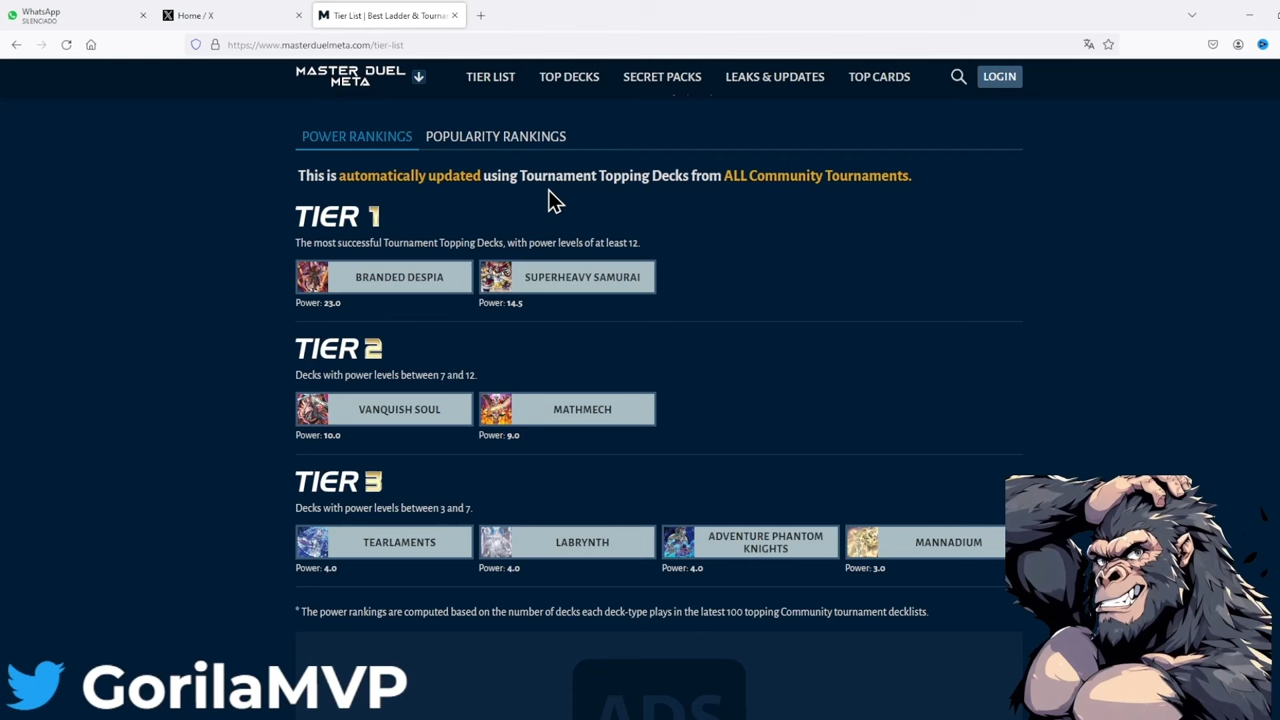 WhatsApp
SILENCIADO
Home / X
Tier List | Best Ladder & Tourna
https://www.masterduelmeta.com/tier-list
MASTER DUEL
META
TIER LIST
TOP DECKS
SECRET PACKS
LEAKS & UPDATES
TOP CARDS
LOGIN
POWER RANKINGS
POPULARITY RANKINGS
This is automatically updated using Tournament Topping Decks from ALL Community Tournaments.
TIER 1
The most successful Tournament Topping Decks, with power levels of at least 12.
BRANDED DESPIA
SUPERHEAVY SAMURAI
Power: 23.0
Power: 14.5
TIER 2
Decks with power levels between 7 and 12.
VANQUISH SOUL
MATHMECH
Power: 10.0
Power: 9.0
TIER 3
Decks with power levels between 3 and 7.
TEARLAMENTS
LABRYNTH
ADVENTURE PHANTOM
KNIGHTS
MANNADIUM
Power: 4.0
Power: 4.0
Power: 4.0
Power: 3.0
* The power rankings are computed based on the number of decks each deck-type plays in the latest 100 topping Community tournament decklists.
ADS
GorilaMVP